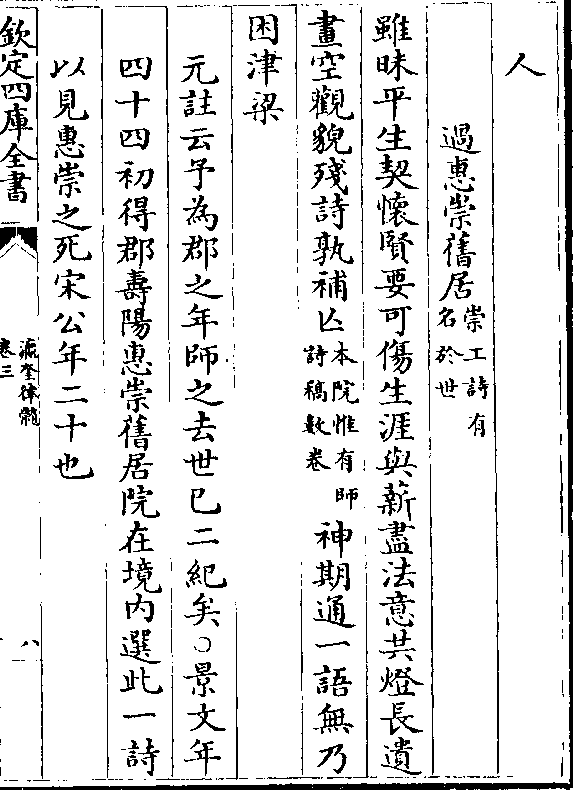 人
過惠崇舊居崇工詩有名於世
雖昧平生契懷賢要可傷生涯與薪盡法意共燈長遺
畫空觀貌殘詩孰補亾本院惟有師詩稿數卷神期通一語無乃
困津梁
元註云予為郡之年師之去世已二紀矣○景文年
四十四初得郡壽陽惠崇舊居院在境內選此一詩
以見惠崇之死宋公年二十也
欽定四庫全書
瀛奎律髓
卷三
八